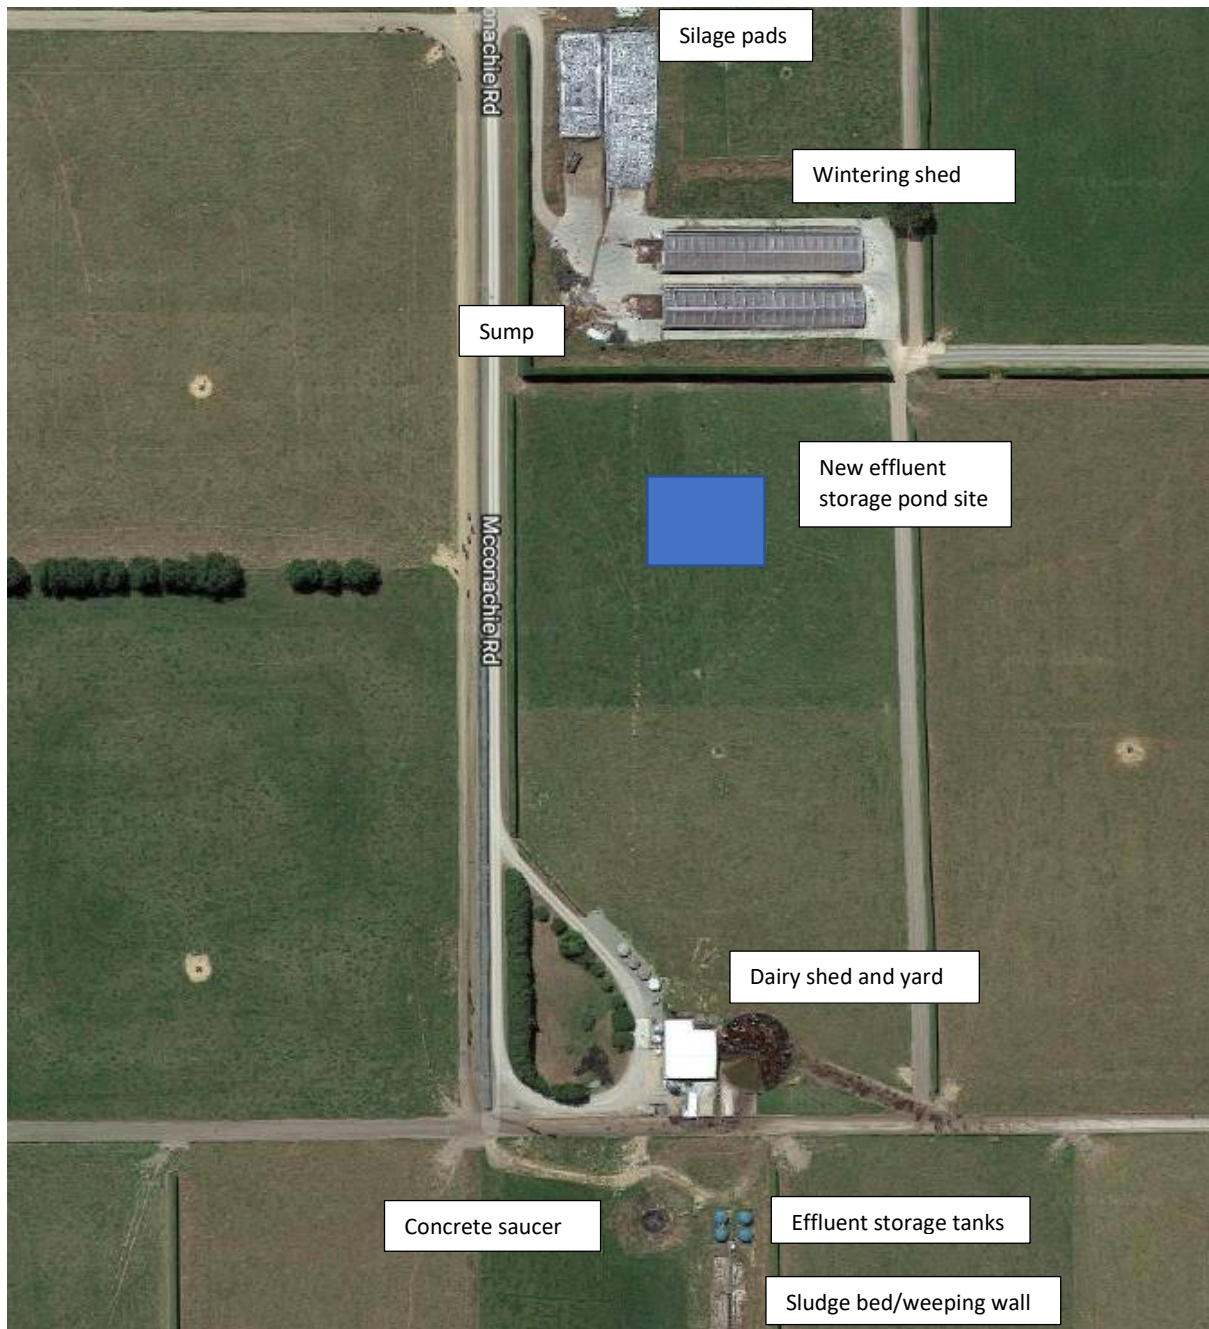 onachie Rd
Silage pads
Wintering shed
Sump
New effluent
storage pond site
Mcconachie Rd
Dairy shed and yard
Concrete saucer
Effluent storage tanks
Sludge bed/weeping wall